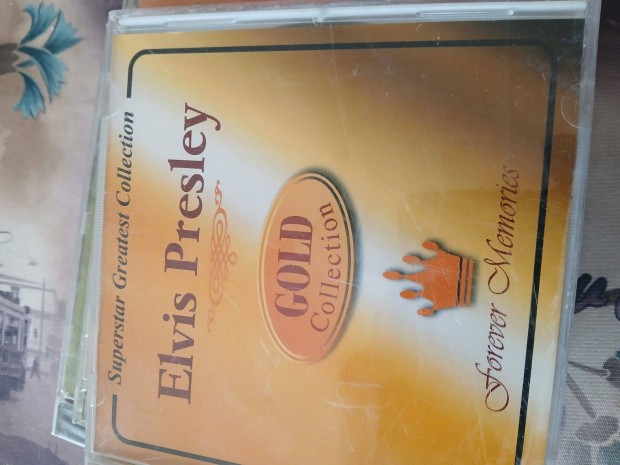 Superstar Greatest Collection
Elvis Presley
GOLD
Collection
Forever Memories